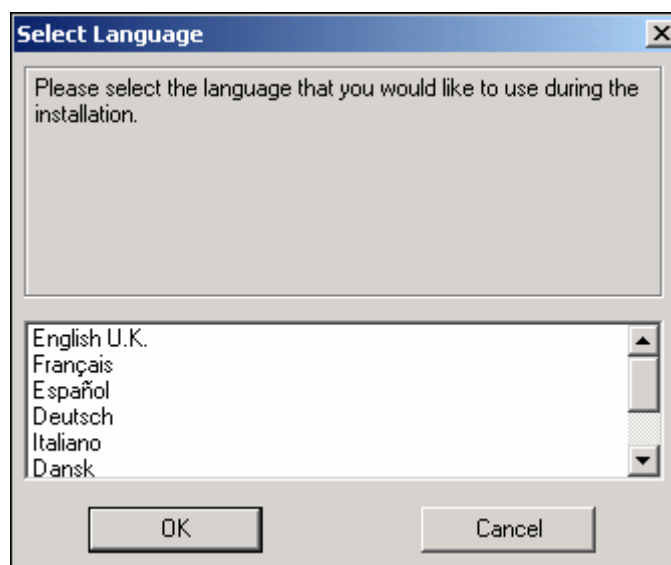 Select Language
Please select the language that you would like to use during the
installation.
English U.K.
Français
Español
Deutsch
Italiano
Dansk
OK
Cancel